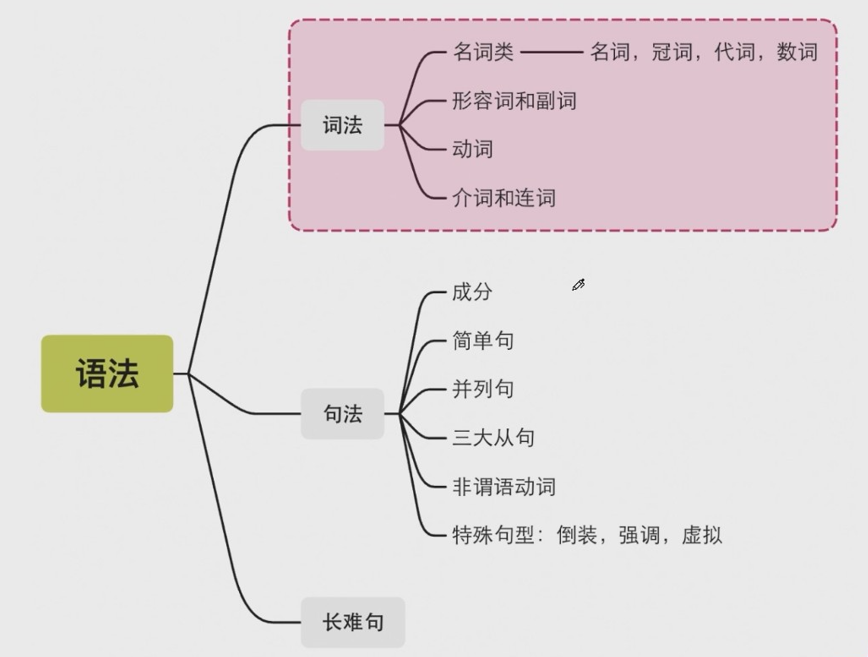 语法
词法
名词类
名词，冠词，代词，数词
形容词和副词
动词
介词和连词
句法
成分
简单句
并列句
三大从句
非谓语动词
特殊句型：倒装，强调，虚拟
长难句